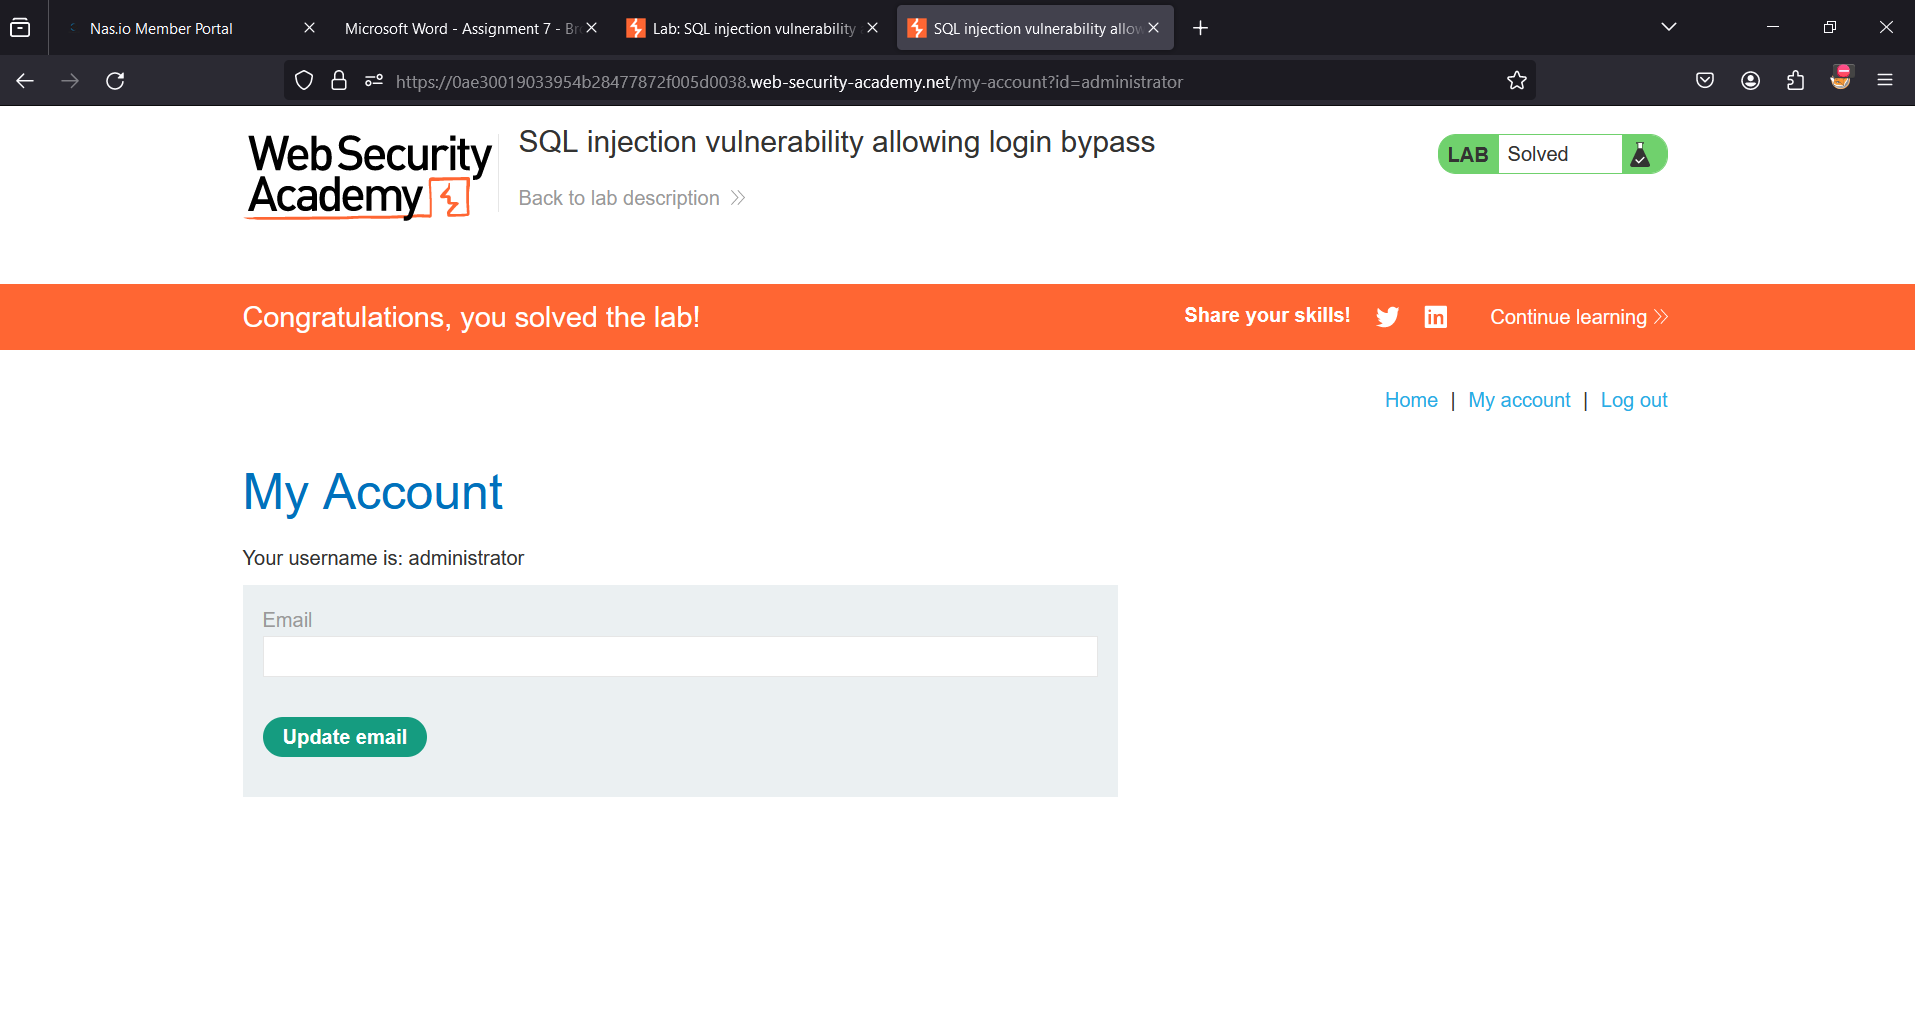 Nas.io Member Portal
Microsoft Word - Assignment 7 - Br
Lab: SQL injection vulnerability
SQL injection vulnerability allow
https://0ae30019033954b28477872f005d0038.web-security-academy.net/my-account?id=administrator
Web Security
Academy
SQL injection vulnerability allowing login bypass
Back to lab description
LAB Solved
Congratulations, you solved the lab!
Share your skills!
Continue learning
Home | My account | Log out
My Account
Your username is: administrator
Email
Update email